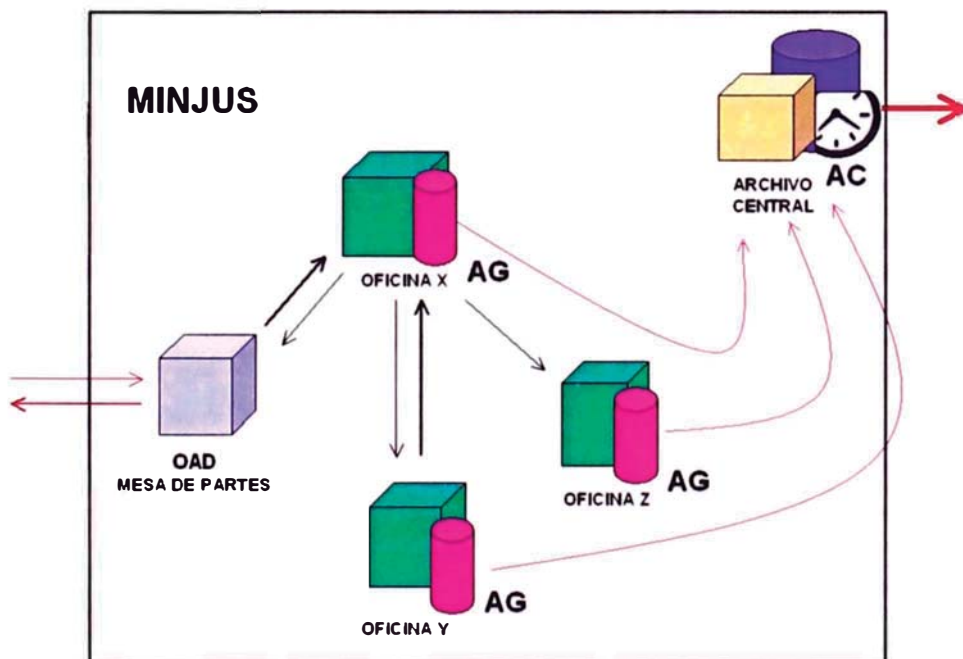 MINJUS
ARCHIVO
CENTRAL
AC
OFICINA X
AG
OAD
MESA DE PARTES
OFICINA Z
AG
OFICINA Y
AG